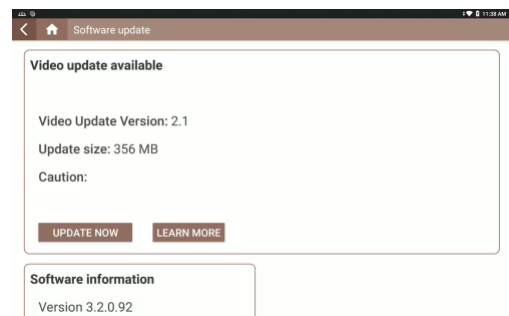 11:38 AM
Software update
Video update available
Video Update Version: 2.1
Update size: 356 MB
Caution:
UPDATE NOW
LEARN MORE
Software information
Version 3.2.0.92